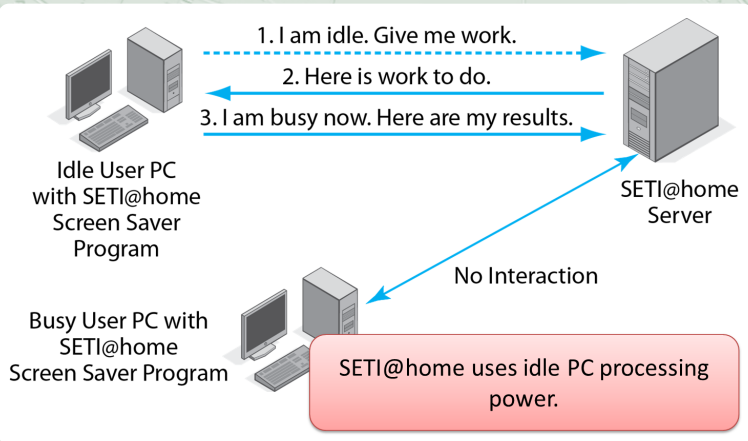 1. I am idle. Give me work.
2. Here is work to do.
3. I am busy now. Here are my results.
Idle User PC
with SETI@home
Screen Saver
Program
SETI@home
Server
No Interaction
Busy User PC with
SETI@home
Screen Saver Program
SETI@home uses idle PC processing
power.